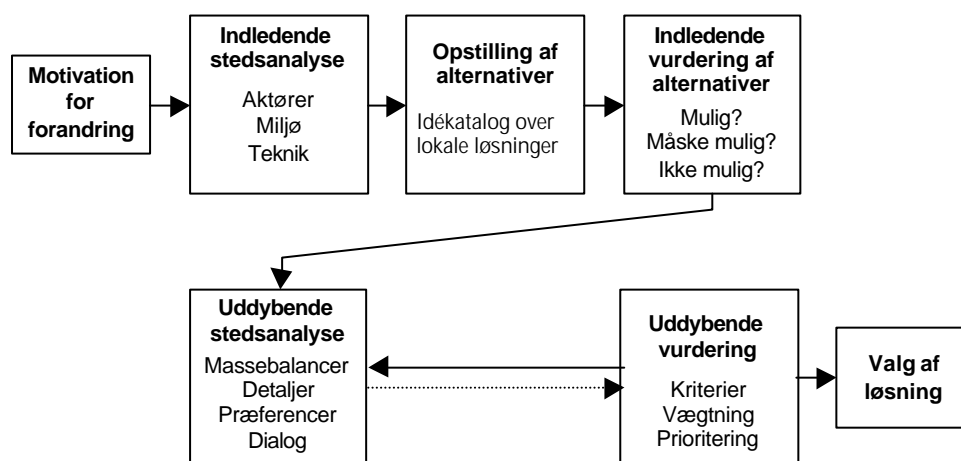 Motivation
for
forandring
Indledende
stedsanalyse
Aktører
Miljø
Teknik
Opstilling af
alternativer
Idékatalog over
lokale løsninger
Indledende
vurdering af
alternativer
Mulig?
Måske mulig?
Ikke mulig?
Uddybende
stedsanalyse
Massebalancer
Detaljer
Præferencer
Dialog
Uddybende
vurdering
Kriterier
Vægtning
Prioritering
Valg af
løsning